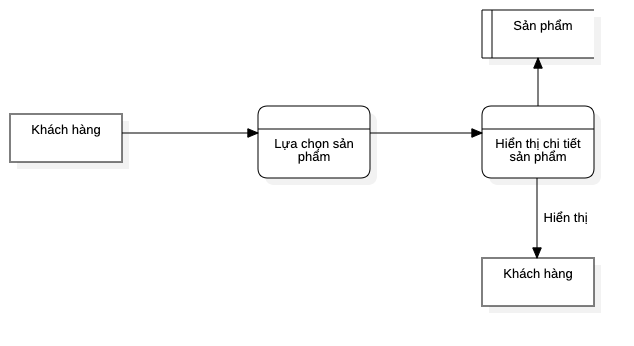 Sản phẩm
Khách hàng
Lựa chọn sản
phẩm
Hiển thị chi tiết
sản phẩm
Hiển thị
Khách hàng